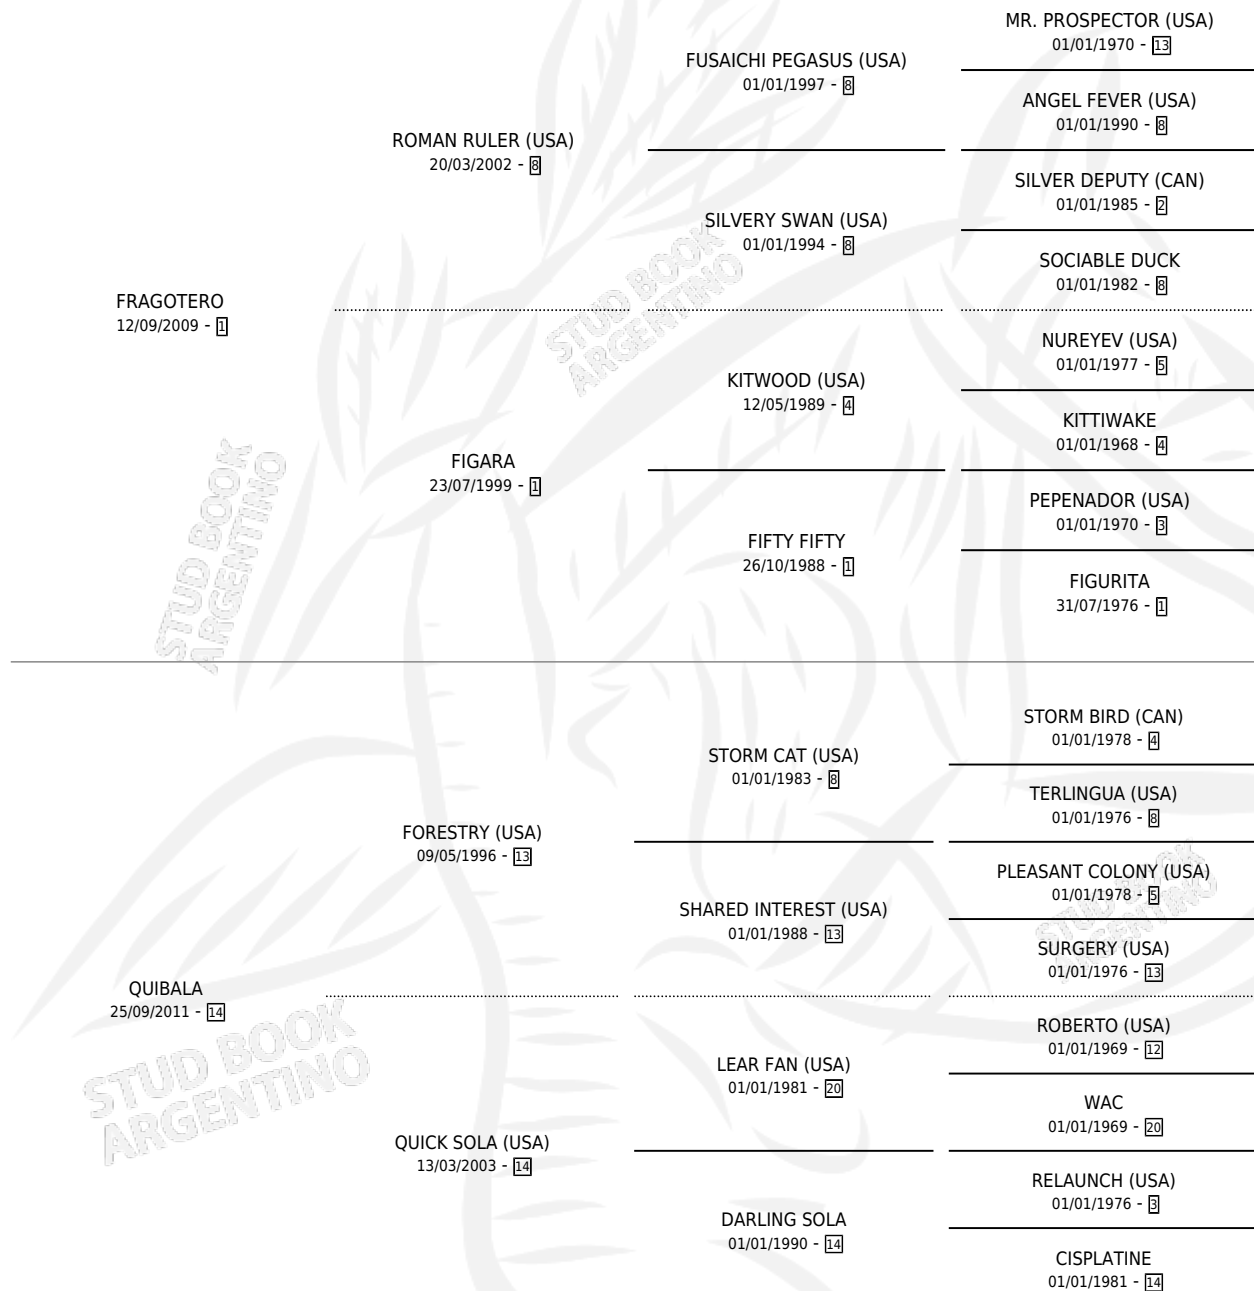 MR. PROSPECTOR (USA)
01/01/1970 - 13
FUSAICHI PEGASUS (USA)
01/01/1997 - 8
ANGEL FEVER (USA)
01/01/1990 - 8
ROMAN RULER (USA)
20/03/2002 - 8
SILVER DEPUTY (CAN)
01/01/1985 - 2
SILVERY SWAN (USA)
01/01/1994 - 8
SOCIABLE DUCK
01/01/1982 - 8
FRAGOTERO
12/09/2009 - 1
NUREYEV (USA)
01/01/1977 - 5
KITWOOD (USA)
12/05/1989 - 4
KITTIWAKE
01/01/1968 - 4
FIGARA
23/07/1999 - 1
PEPENADOR (USA)
01/01/1970 - 3
FIFTY FIFTY
26/10/1988 - 1
FIGURITA
31/07/1976 - 1
STUD BOOK
ARGENTINO
STUD BOOK
ARGENTINO
STORM BIRD (CAN)
01/01/1978 - 4
STORM CAT (USA)
01/01/1983 - 8
TERLINGUA (USA)
01/01/1976 - 8
FORESTRY (USA)
09/05/1996 - 13
PLEASANT COLONY (USA)
01/01/1978 - 5
SHARED INTEREST (USA)
01/01/1988 - 13
SURGERY (USA)
01/01/1976 - 13
QUIBALA
25/09/2011 - 14
ROBERTO (USA)
01/01/1969 - 12
LEAR FAN (USA)
01/01/1981 - 20
WAC
01/01/1969 - 20
QUICK SOLA (USA)
13/03/2003 - 14
RELAUNCH (USA)
01/01/1976 - 3
DARLING SOLA
01/01/1990 - 14
CISPLATINE
01/01/1981 - 14
STUD BOOK
ARGENTINO
STUD BOOK
ARGENTINO